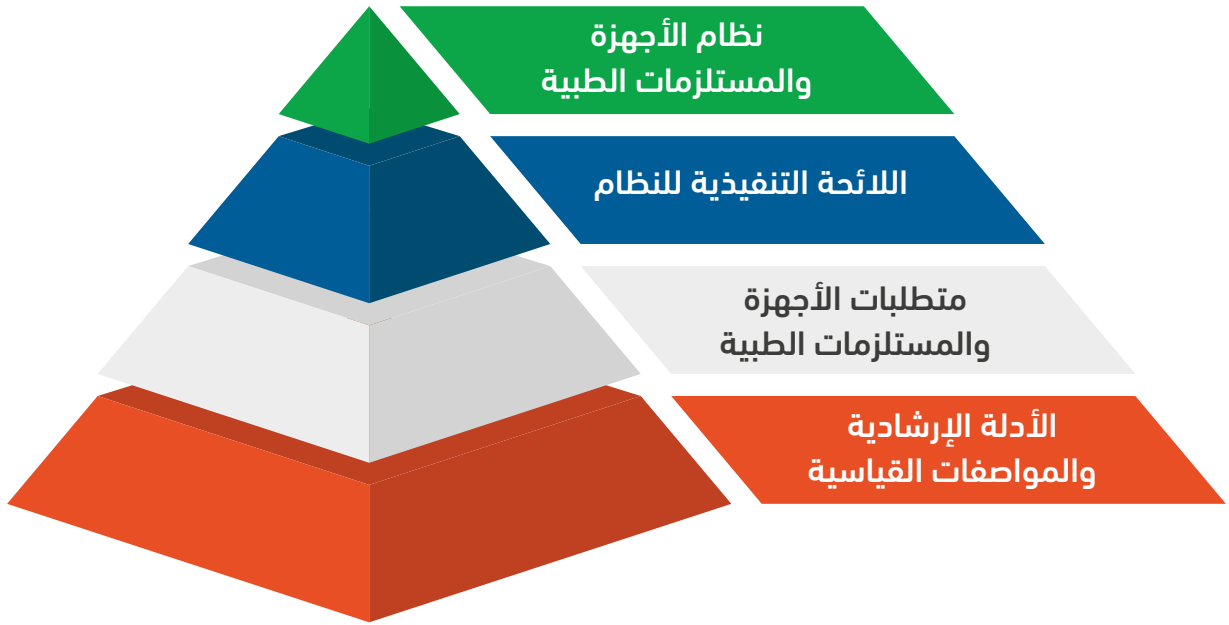 نظام الأجهزة
والمستلزمات الطبية
اللائحة التنفيذية للنظام
متطلبات الأجهزة
والمستلزمات الطبية
الأدلة الإرشادية
والمواصفات القياسية